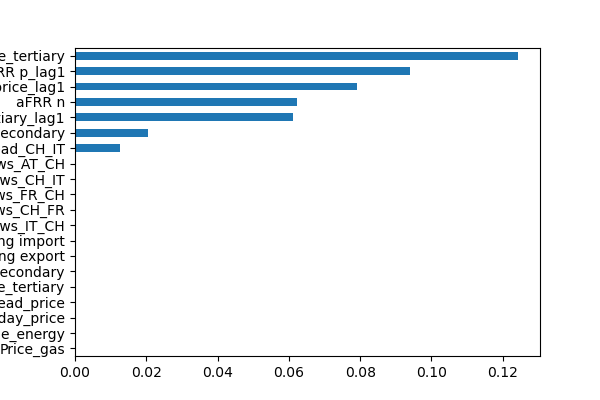 e_tertiary
RR p_lag1
price_lag1
aFRR n
tiary_lag1
econdary
ad_CH_IT
ws_AT_CH
ws_CH_IT
ws_FR_CH
ws_CH_FR
ws_IT_CH
ng import
ng export
econdary
e_tertiary
ead_price
day_price
e_energy
Price_gas
0.00 0.02 0.04 0.06 0.08 0.10 0.12